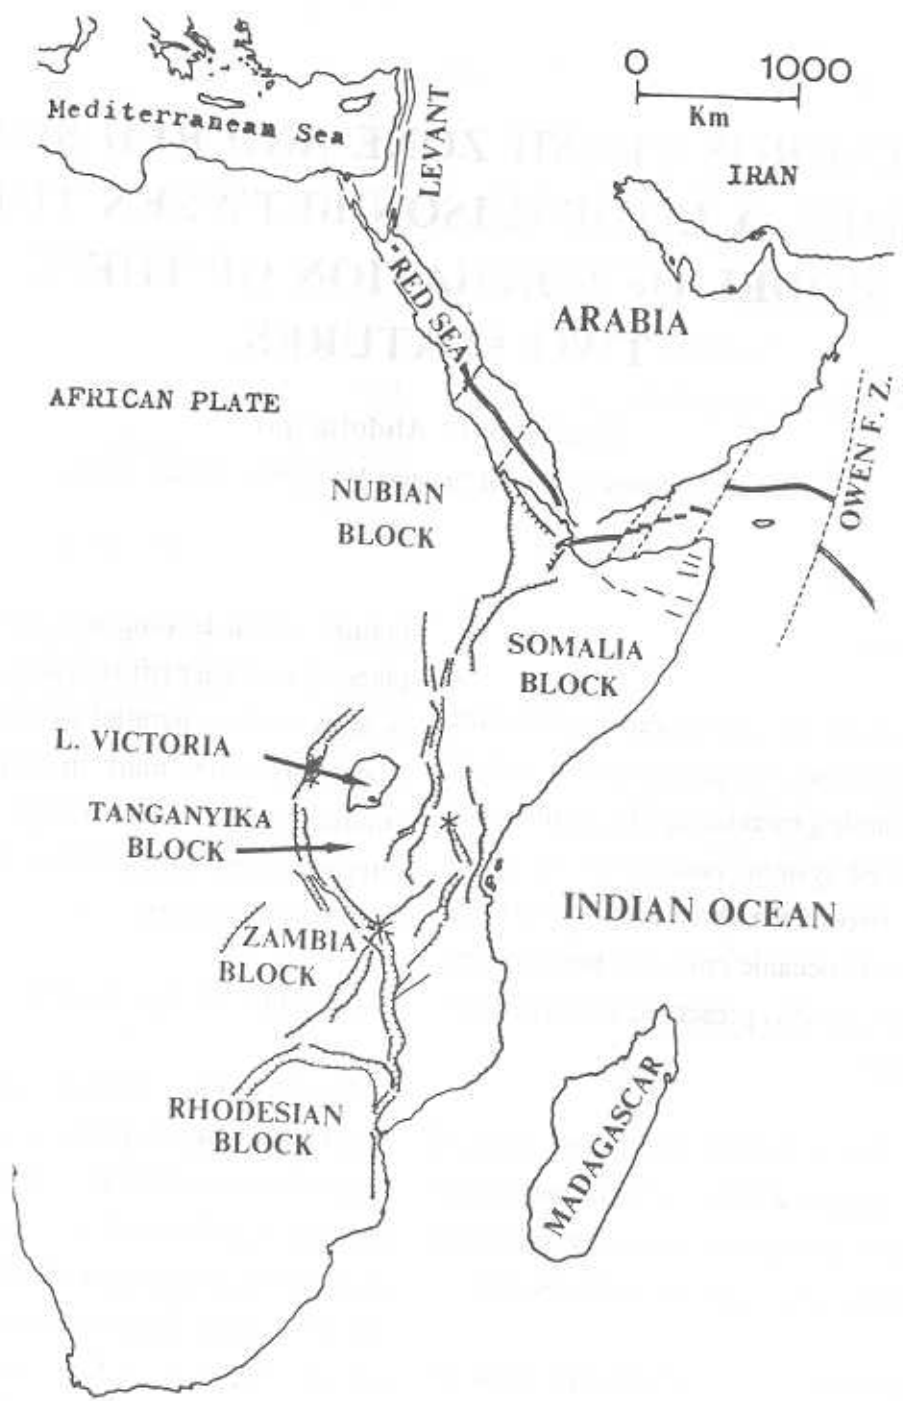 0 1000
Km
Mediterranean Sea
LEVANT
IRAN
RED SEA
ARABIA
AFRICAN PLATE
OWEN F. Z.
NUBIAN
BLOCK
SOMALIA
BLOCK
L. VICTORIA
TANGANYIKA
BLOCK
INDIAN OCEAN
ZAMBIA
BLOCK
MADAGASCAR
RHODESIAN
BLOCK